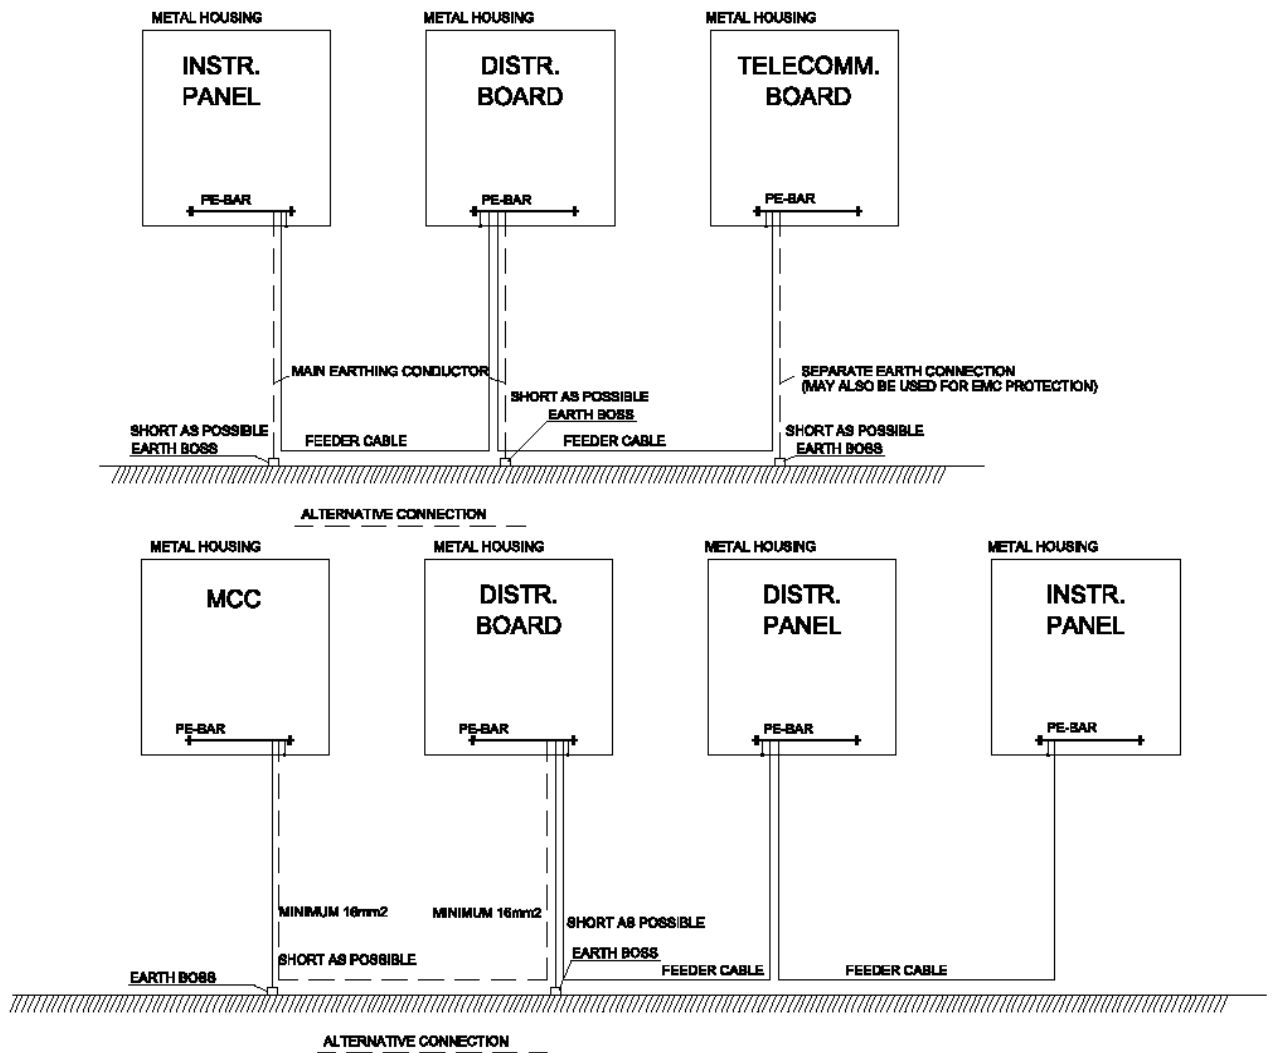 METAL HOUSING
METAL HOUSING
METAL HOUSING
INSTR.
PANEL
DISTR.
BOARD
TELECOMM.
BOARD
PE-BAR
PE-BAR
PE-BAR
MAIN EARTHING CONDUCTOR
SEPARATE EARTH CONNECTION
(MAY ALSO BE USED FOR EMC PROTECTION)
SHORT AS POSSIBLE
EARTH BOSS
SHORT AS POSSIBLE
EARTH BOSS
FEEDER CABLE
FEEDER CABLE
SHORT AS POSSIBLE
EARTH BOSS
ALTERNATIVE CONNECTION
METAL HOUSING
METAL HOUSING
METAL HOUSING
METAL HOUSING
MCC
DISTR.
BOARD
DISTR.
PANEL
INSTR.
PANEL
PE-BAR
PE-BAR
PE-BAR
PE-BAR
MINIMUM 16mm2
MINIMUM 16mm2
SHORT AS POSSIBLE
EARTH BOSS
SHORT AS POSSIBLE
EARTH BOSS
FEEDER CABLE
FEEDER CABLE
ALTERNATIVE CONNECTION